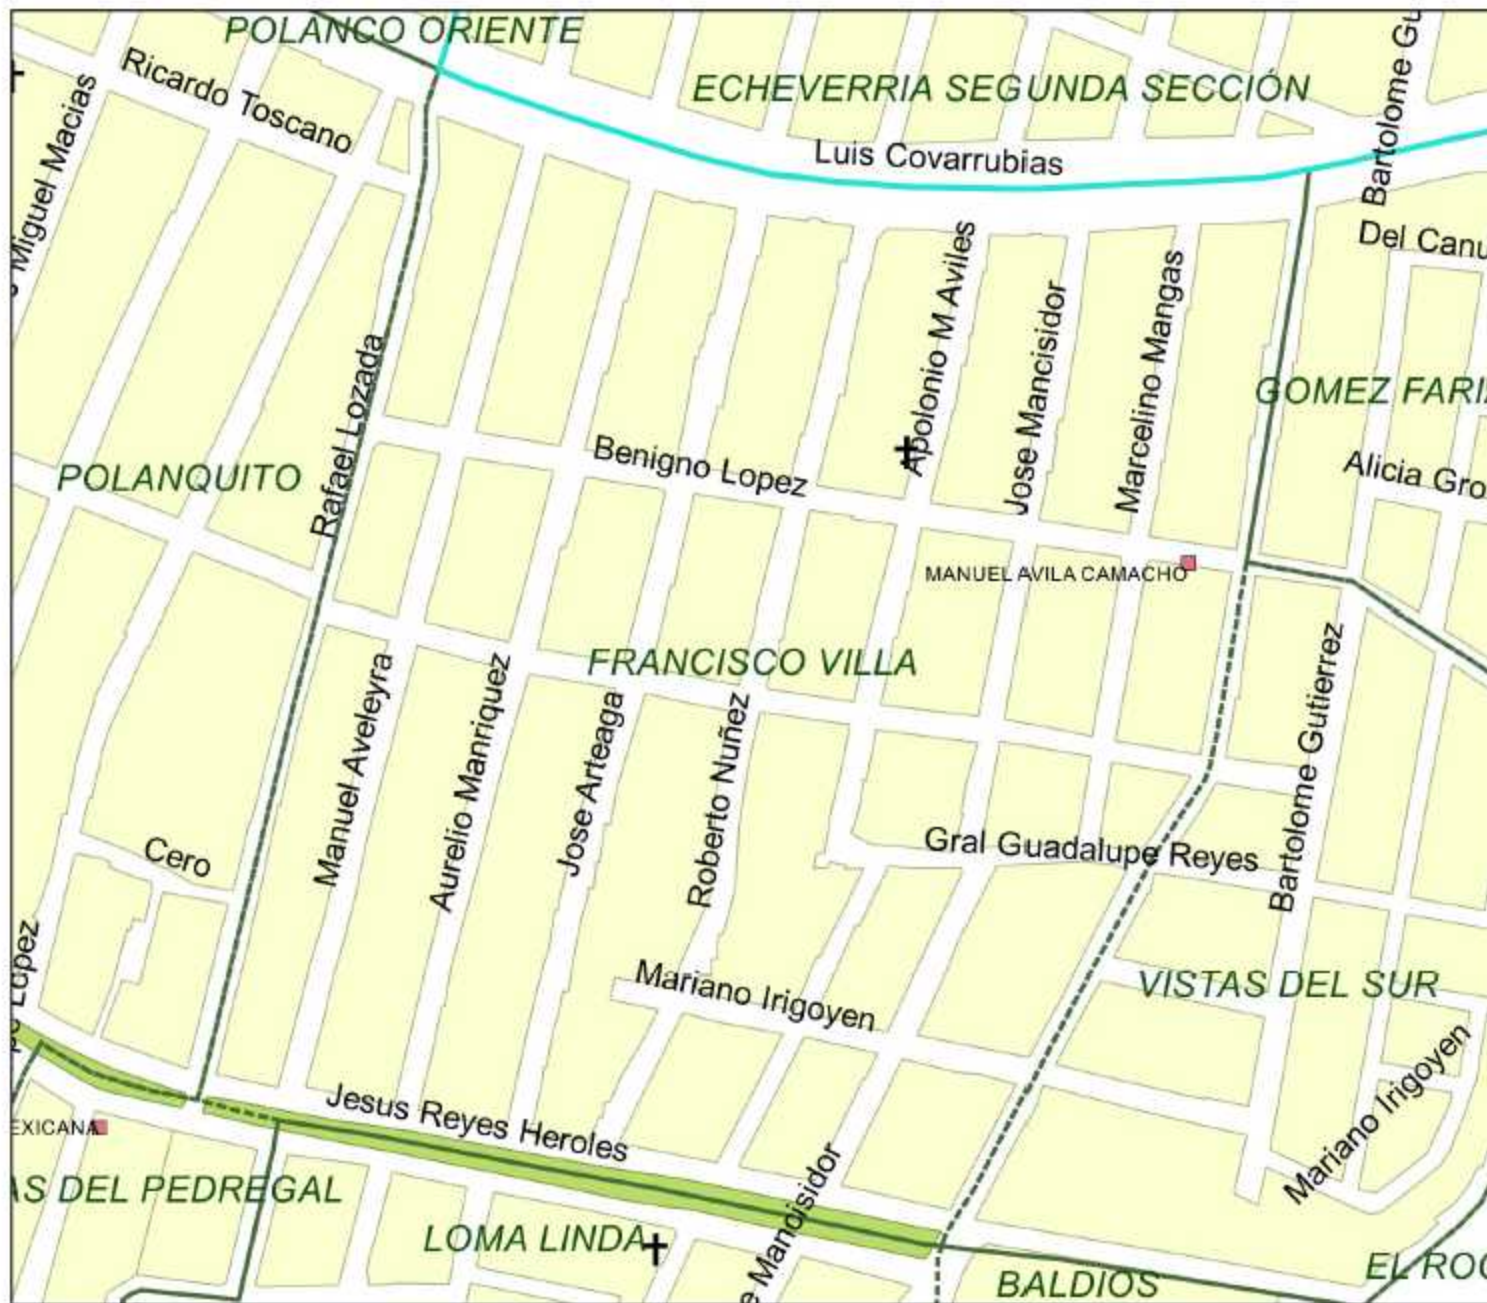 POLANCO ORIENTE
Ricardo Toscano
Miguel Macias
ECHEVERRIA SEGUNDA SECCIÓN
Bartolome Gu
Luis Covarrubias
Del Canu
Apolonio M Aviles
Jose Mancisidor
Marcelino Mangas
Rafael Lozada
GOMEZ FARI
POLANQUITO
Benigno Lopez
Alicia Gro
MANUEL AVILA CAMACHO
FRANCISCO VILLA
Manuel Aveleyra
Aurelio Manriquez
Jose Arteaga
Roberto Nuñez
Bartolome Gutierrez
Cero
Gral Guadalupe Reyes
Lopez
Mariano Irigoyen
VISTAS DEL SUR
Mariano Irigoyen
Jesus Reyes Heroles
EXICANA
AS DEL PEDREGAL
LOMA LINDA
e Mancisidor
BALDIOS
EL ROC